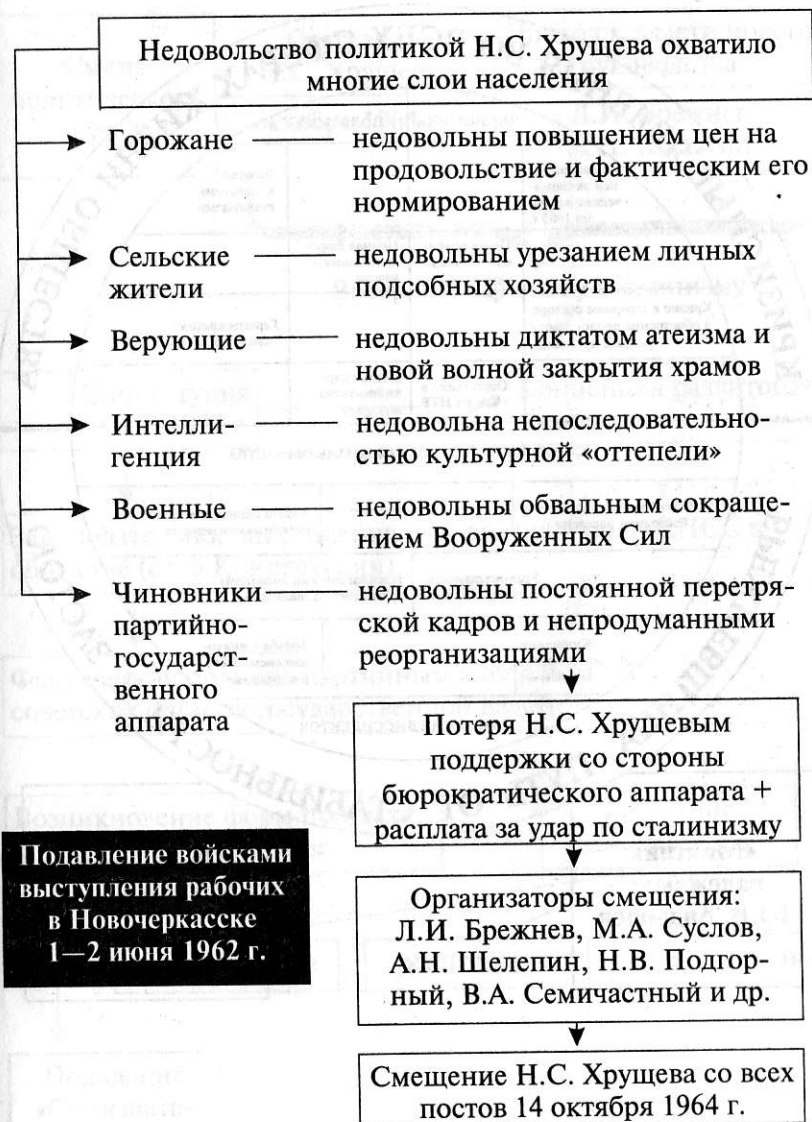 Недовольство политикой Н.С. Хрущева охватило
многие слои населения
Горожане — недовольны повышением цен на
продовольствие и фактическим его
нормированием
Сельские — недовольны урезанием личных
жители подсобных хозяйств
Верующие — недовольны диктатом атеизма и
новой волной закрытия храмов
Интелли- — недовольна непоследовательно-
генция стью культурной «оттепели»
Военные — недовольны обвальным сокраще-
нием Вооруженных Сил
Чиновники — недовольны постоянной перетря-
партийно- ской кадров и непродуманными
государст- реорганизациями
венного
аппарата
Потеря Н.С. Хрущевым
поддержки со стороны
бюрократического аппарата +
расплата за удар по сталинизму
Подавление войсками
выступления рабочих
в Новочеркасске
1—2 июня 1962 г.
Организаторы смещения:
Л.И. Брежнев, М.А. Суслов,
А.Н. Шелепин, Н.В. Подгор-
ный, В.А. Семичастный и др.
Смещение Н.С. Хрущева со всех
постов 14 октября 1964 г.